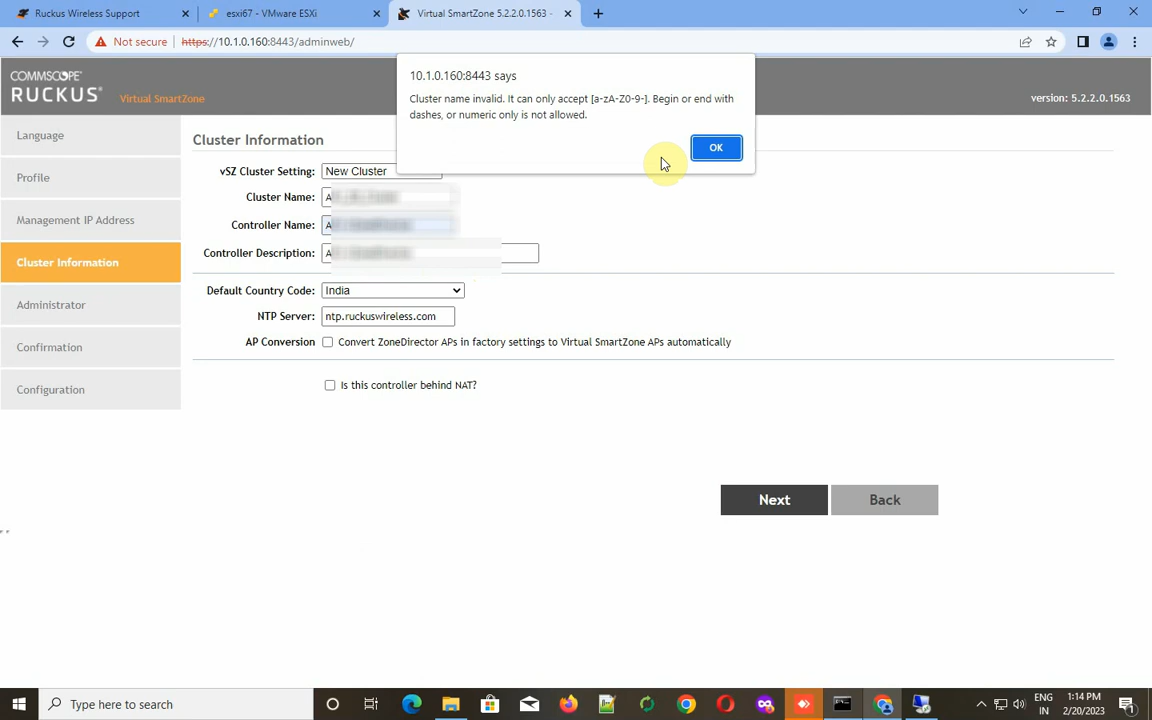 Ruckus Wireless Support
esxi67 - VMware ESXi
Virtual SmartZone 5.2.2.0.1563 -
Not secure
https://10.1.0.160:8443/adminweb/
COMMSCOPE
RUCKUS
Virtual SmartZone
version: 5.2.2.0.1563
10.1.0.160:8443 says
Cluster name invalid. It can only accept [a-zA-Z0-9-]. Begin or end with
dashes, or numeric only is not allowed.
OK
Language
Profile
Management IP Address
Cluster Information
Administrator
Confirmation
Configuration
Cluster Information
vSZ Cluster Setting: New Cluster
Cluster Name:
Controller Name:
Controller Description:
Default Country Code: India
NTP Server: ntp.ruckuswireless.com
AP Conversion Convert ZoneDirector APs in factory settings to Virtual SmartZone APs automatically
Is this controller behind NAT?
Next
Back
Type here to search
ENG
IN
1:14 PM
2/20/2023
1